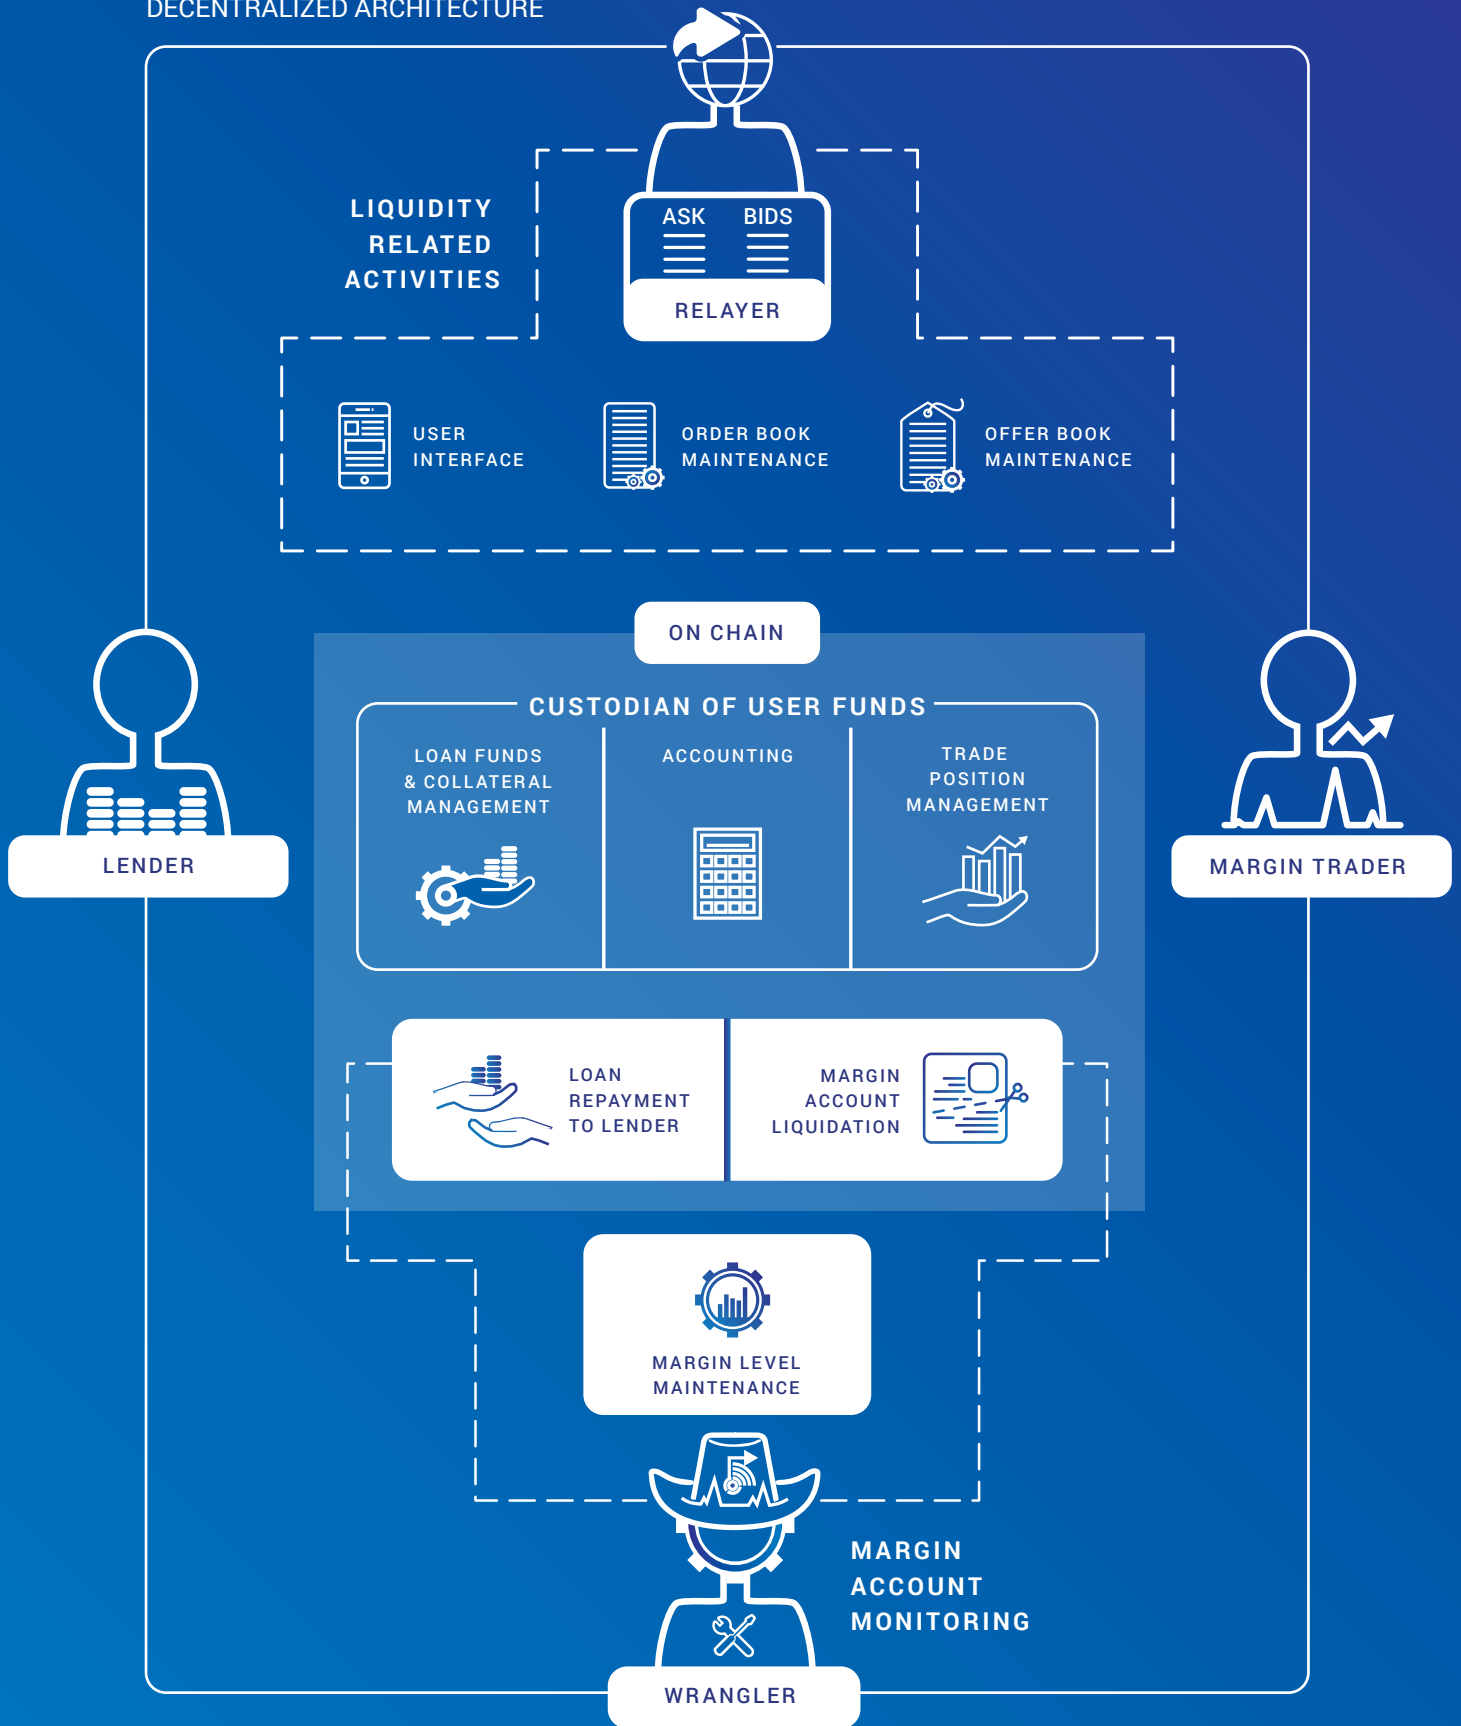 DECENTRALIZED ARCHITECTURE
LIQUIDITY
RELATED
ACTIVITIES
ASK BIDS
RELAYER
USER
INTERFACE
ORDER BOOK
MAINTENANCE
OFFER BOOK
MAINTENANCE
ON CHAIN
CUSTODIAN OF USER FUNDS
LOAN FUNDS
& COLLATERAL
MANAGEMENT
ACCOUNTING
TRADE
POSITION
MANAGEMENT
LENDER
MARGIN TRADER
LOAN
REPAYMENT
TO LENDER
MARGIN
ACCOUNT
LIQUIDATION
MARGIN LEVEL
MAINTENANCE
MARGIN
ACCOUNT
MONITORING
WRANGLER